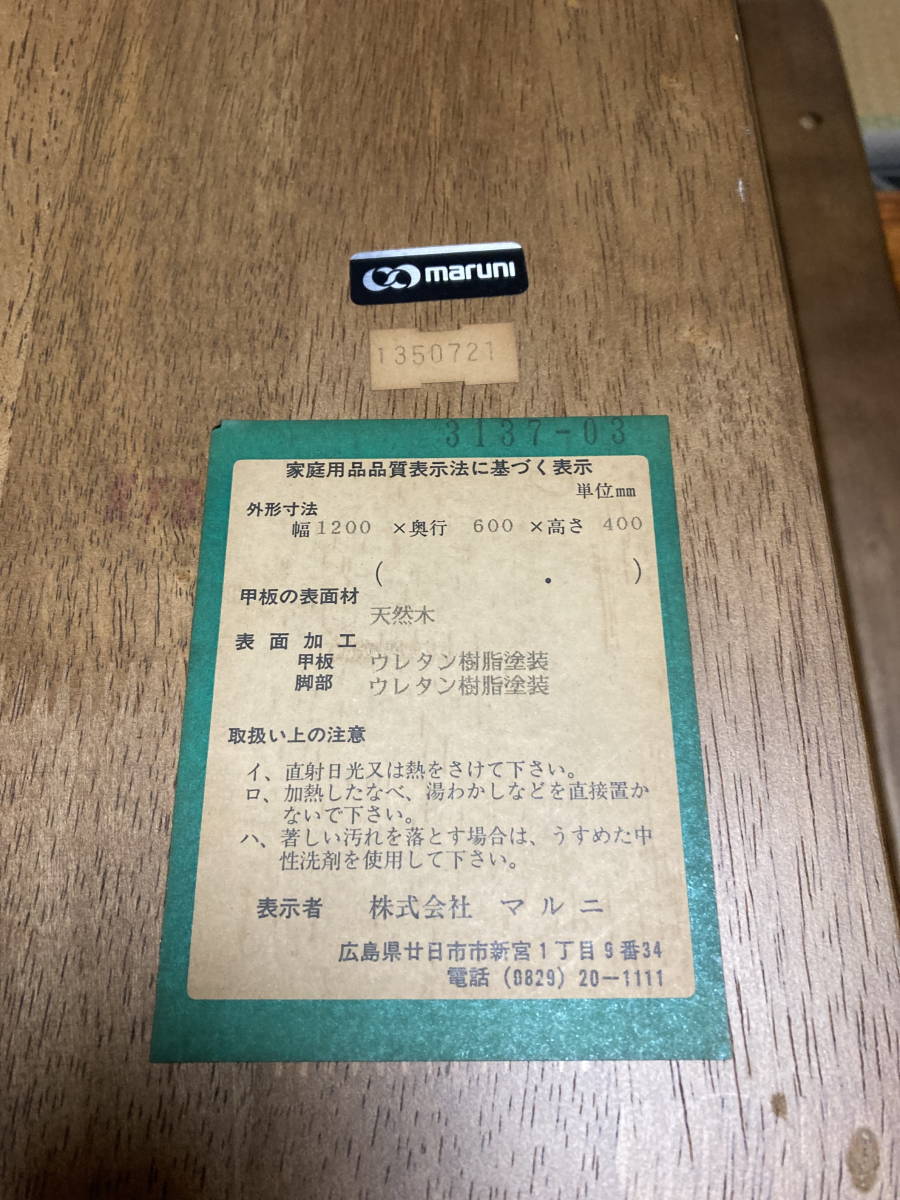 maruni
1350721
3137-03
家庭用品品質表示法に基づく表示
単位mm
外形寸法
幅1200 ×奥行 600 ×高さ 400
( . )
甲板の表面材
天然木
表面加工
甲板 ウレタン樹脂塗装
脚部 ウレタン樹脂塗装
取扱い上の注意
イ、直射日光又は熱をさけて下さい。
ロ、加熱したなべ、湯わかしなどを直接置か
ないで下さい。
ハ、著しい汚れを落とす場合は、うすめた中
性洗剤を使用して下さい。
表示者 株式会社 マルニ
広島県廿日市市新宮1丁目9番34
電話 (0829) 20-1111